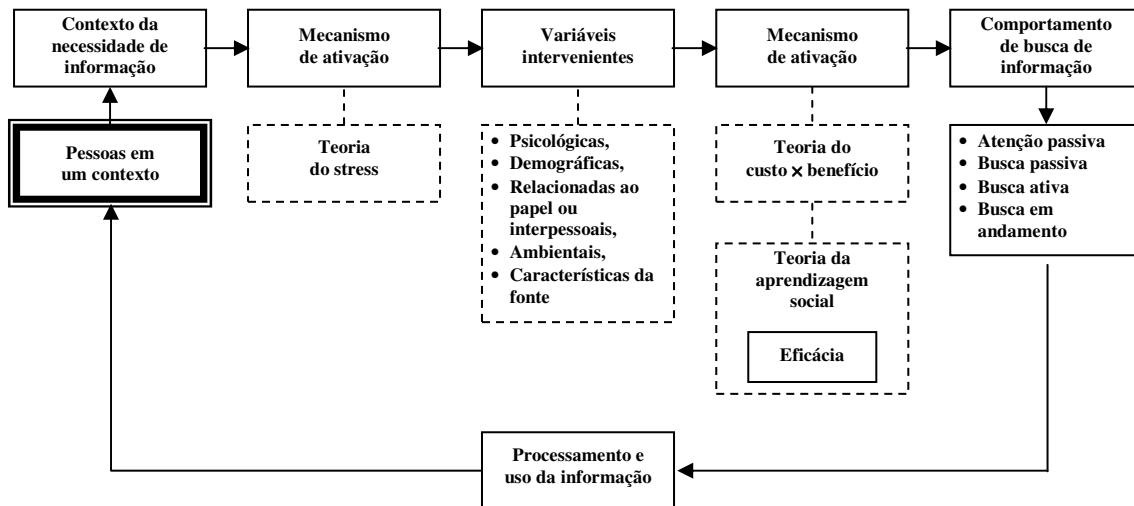 Contexto da
necessidade de
informação
Mecanismo
de ativação
Variáveis
intervenientes
Mecanismo
de ativação
Comportamento
de busca de
informação
Pessoas em
um contexto
Teoria
do stress
• Psicológicas,
• Demográficas,
• Relacionadas ao
papel ou
interpessoais,
• Ambientais,
• Características da
fonte
Teoria do
custo × benefício
Teoria da
aprendizagem
social
Eficácia
• Atenção passiva
• Busca passiva
• Busca ativa
• Busca em
andamento
Processamento e
uso da informação